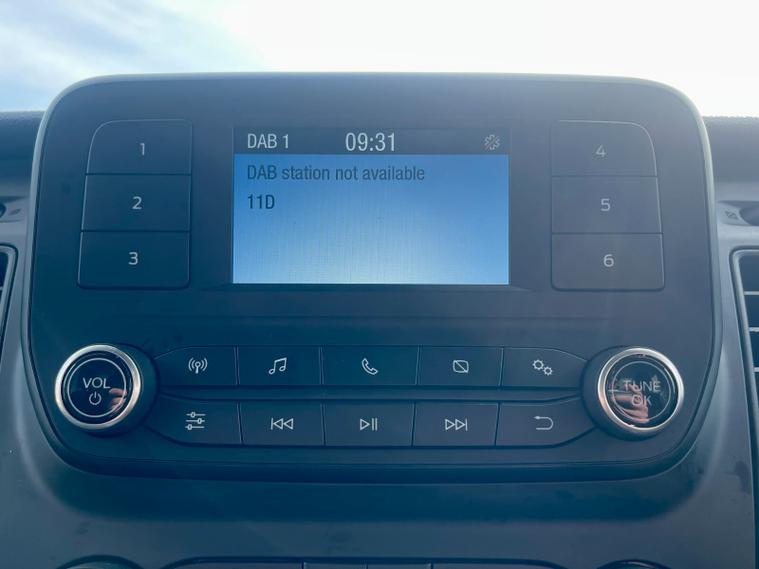 DAB 1 09:31
DAB station not available
11D
1
2
3
4
5
6
VOL
TUNE
OK